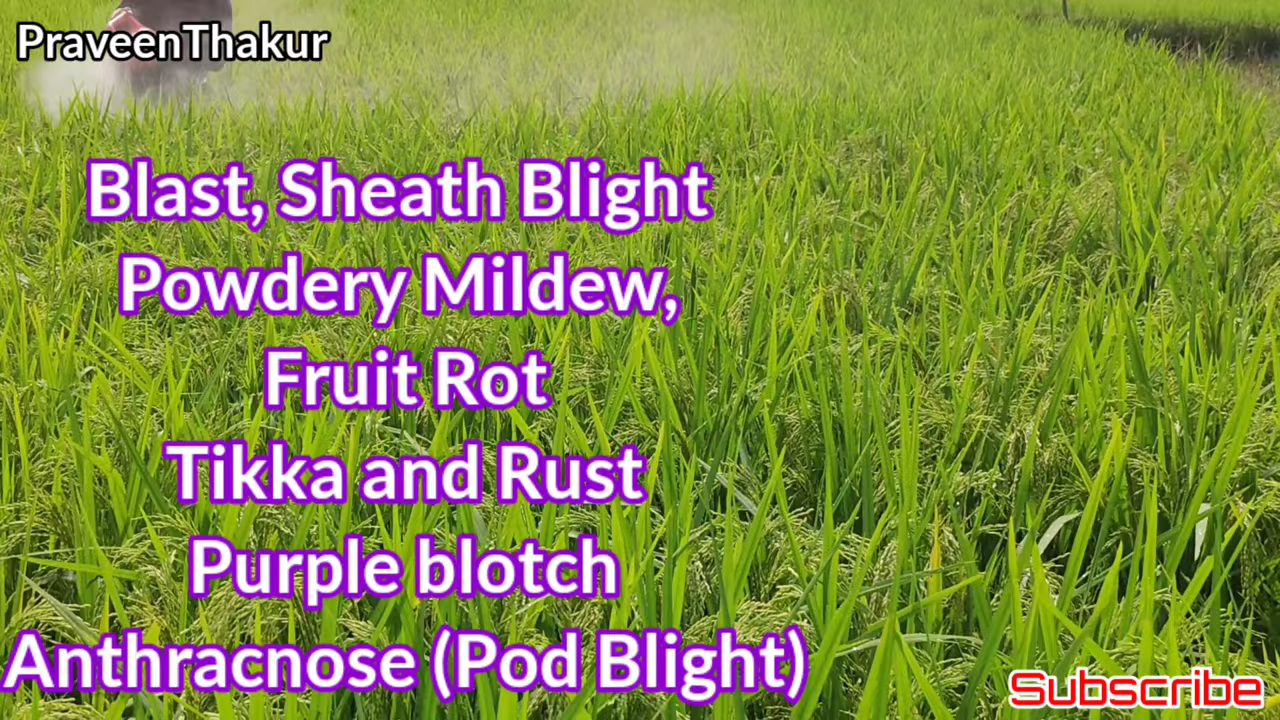 PraveenThakur
Blast, Sheath Blight
Powdery Mildew,
Fruit Rot
Tikka and Rust
Purple blotch
Anthracnose (Pod Blight)
Subscribe